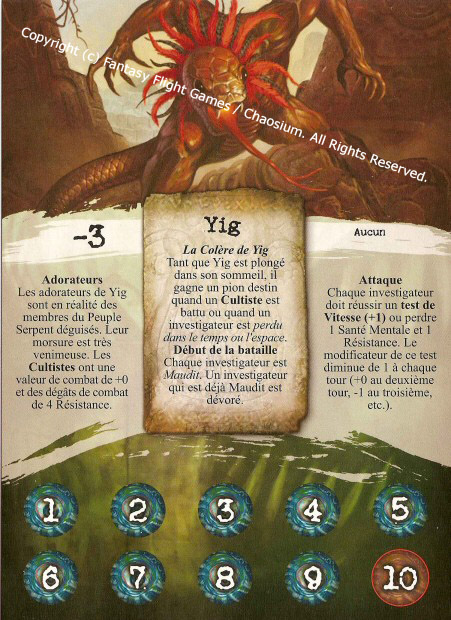 Copyright (c) Fantasy Flight Games / Chaosium. All Rights Reserved.
-3
Yig
Aucun
La Colère de Yig
Tant que Yig est plongé
dans son sommeil, il
gagne un pion destin
quand un Cultiste est
battu ou quand un
investigateur est perdu
dans le temps ou l'espace.
Début de la bataille
Chaque investigateur est
Maudit. Un investigateur
qui est déjà Maudit est
dévoré.
Adorateurs
Les adorateurs de Yig
sont en réalité des
membres du Peuple
Serpent déguisés. Leur
morsure est très
venimeuse. Les
Cultistes ont une
valeur de combat de +0
et des dégâts de combat
de 4 Résistance.
Attaque
Chaque investigateur
doit réussir un test de
Vitesse (+1) ou perdre
1 Santé Mentale et 1
Résistance. Le
modificateur de ce test
diminue de 1 à chaque
tour (+0 au deuxième
tour, -1 au troisième,
etc.).
1 2 3 4 5
6 7 8 9 10